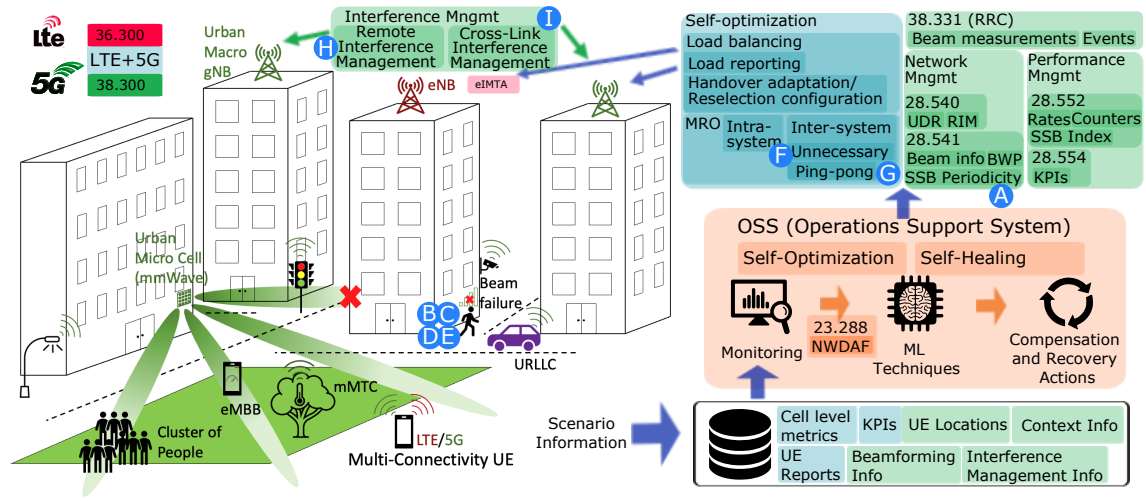 lte
36.300
LTE+5G
5G
38.300
Urban
Macro
gNB
Interference Mngmt
I
H
Remote
Interference
Management
Cross-Link
Interference
Management
eNB
eIMTA
Self-optimization
Load balancing
Load reporting
Handover adaptation/
Reselection configuration
MRO
Intra-
system
Inter-system
F
Unnecessary
Ping-pong
G
38.331 (RRC)
Beam measurements
Events
Network
Mngmt
28.540
UDR
RIM
28.541
Beam info
BWP
SSB Periodicity
A
Performance
Mngmt
28.552
Rates
Counters
SSB Index
28.554
KPIs
Urban
Micro Cell
(mmWave)
Beam
failure
B
C
D
E
URLLC
eMBB
mMTC
Cluster of
People
LTE/5G
Multi-Connectivity UE
OSS (Operations Support System)
Self-Optimization
Self-Healing
Monitoring
23.288
NWDAF
ML
Techniques
Compensation
and Recovery
Actions
Scenario
Information
Cell level
metrics
KPIs
UE Locations
Context Info
UE
Reports
Beamforming
Info
Interference
Management Info